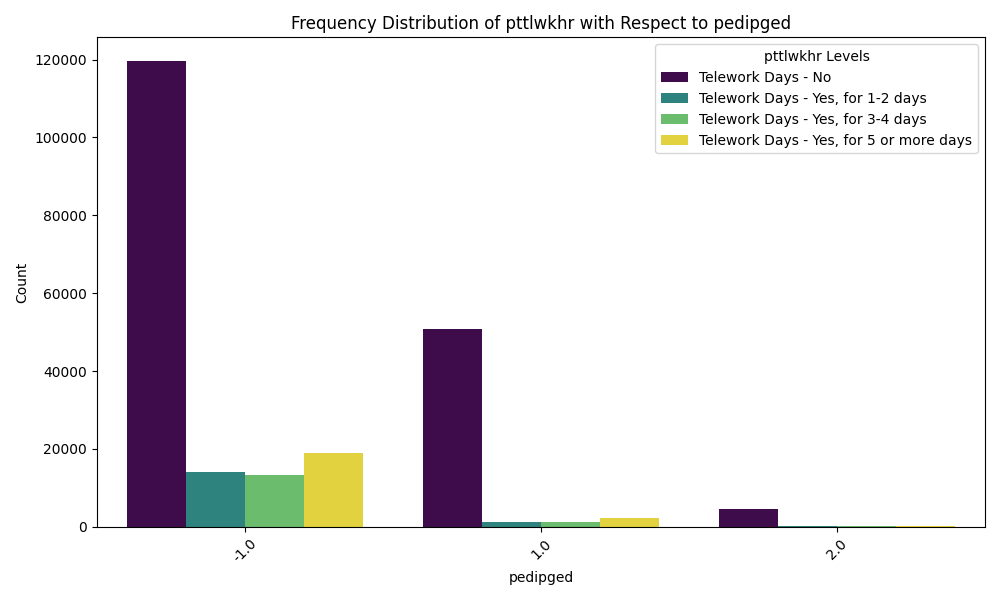 Frequency Distribution of pttlwkhr with Respect to pedipged
pttlwkhr Levels
Telework Days - No
Telework Days - Yes, for 1-2 days
Telework Days - Yes, for 3-4 days
Telework Days - Yes, for 5 or more days
120000
100000
80000
60000
40000
20000
0
Count
-1.0
1.0
2.0
pedipged